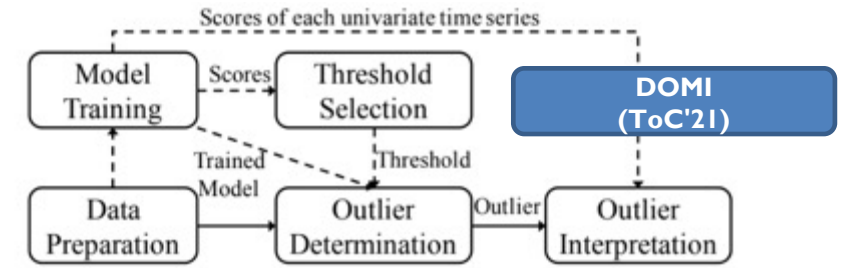 Scores of each univariate time series
Model
Training
Scores
Threshold
Selection
DOMI
(ToC'21)
Trained
Model
Threshold
Data
Preparation
Outlier
Determination
Outlier
Outlier
Interpretation